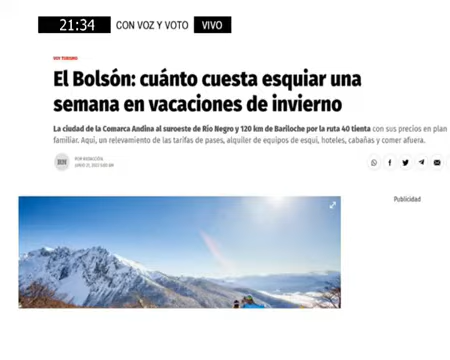 21:34 CON VOZ Y VOTO VIVO
HOY TURISMO
El Bolsón: cuánto cuesta esquiar una
semana en vacaciones de invierno
La ciudad de la Comarca Andina al suroeste de Río Negro y 120 km de Bariloche por la ruta 40 tienta con sus precios en plan
familiar. Aquí, un relevamiento de las tarifas de pases, alquiler de equipos de esquí, hoteles, cabañas y comer afuera.
POR REDACCIÓN
Publicidad